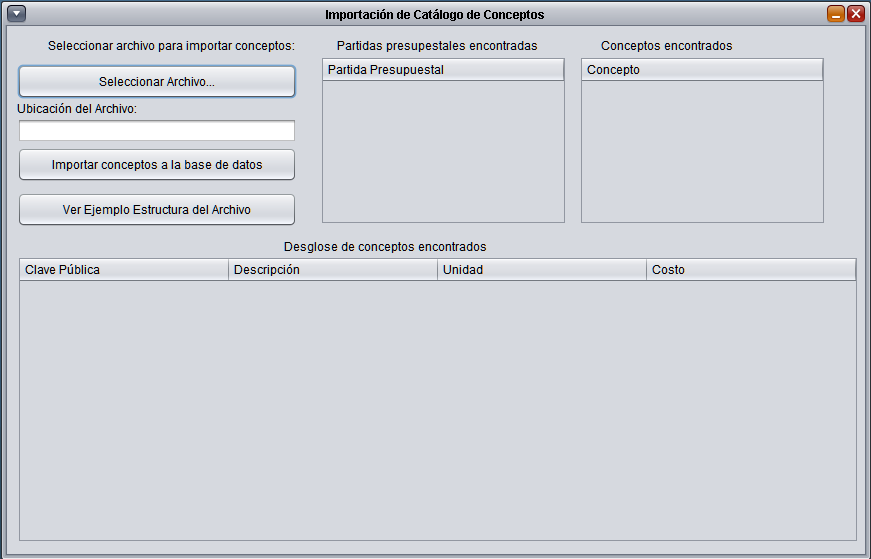 Importación de Catálogo de Conceptos
Seleccionar archivo para importar conceptos:
Seleccionar Archivo...
Ubicación del Archivo:
Importar conceptos a la base de datos
Ver Ejemplo Estructura del Archivo
Partidas presupestales encontradas
Partida Presupuestal
Conceptos encontrados
Concepto
Desglose de conceptos encontrados
Clave Pública Descripción Unidad Costo